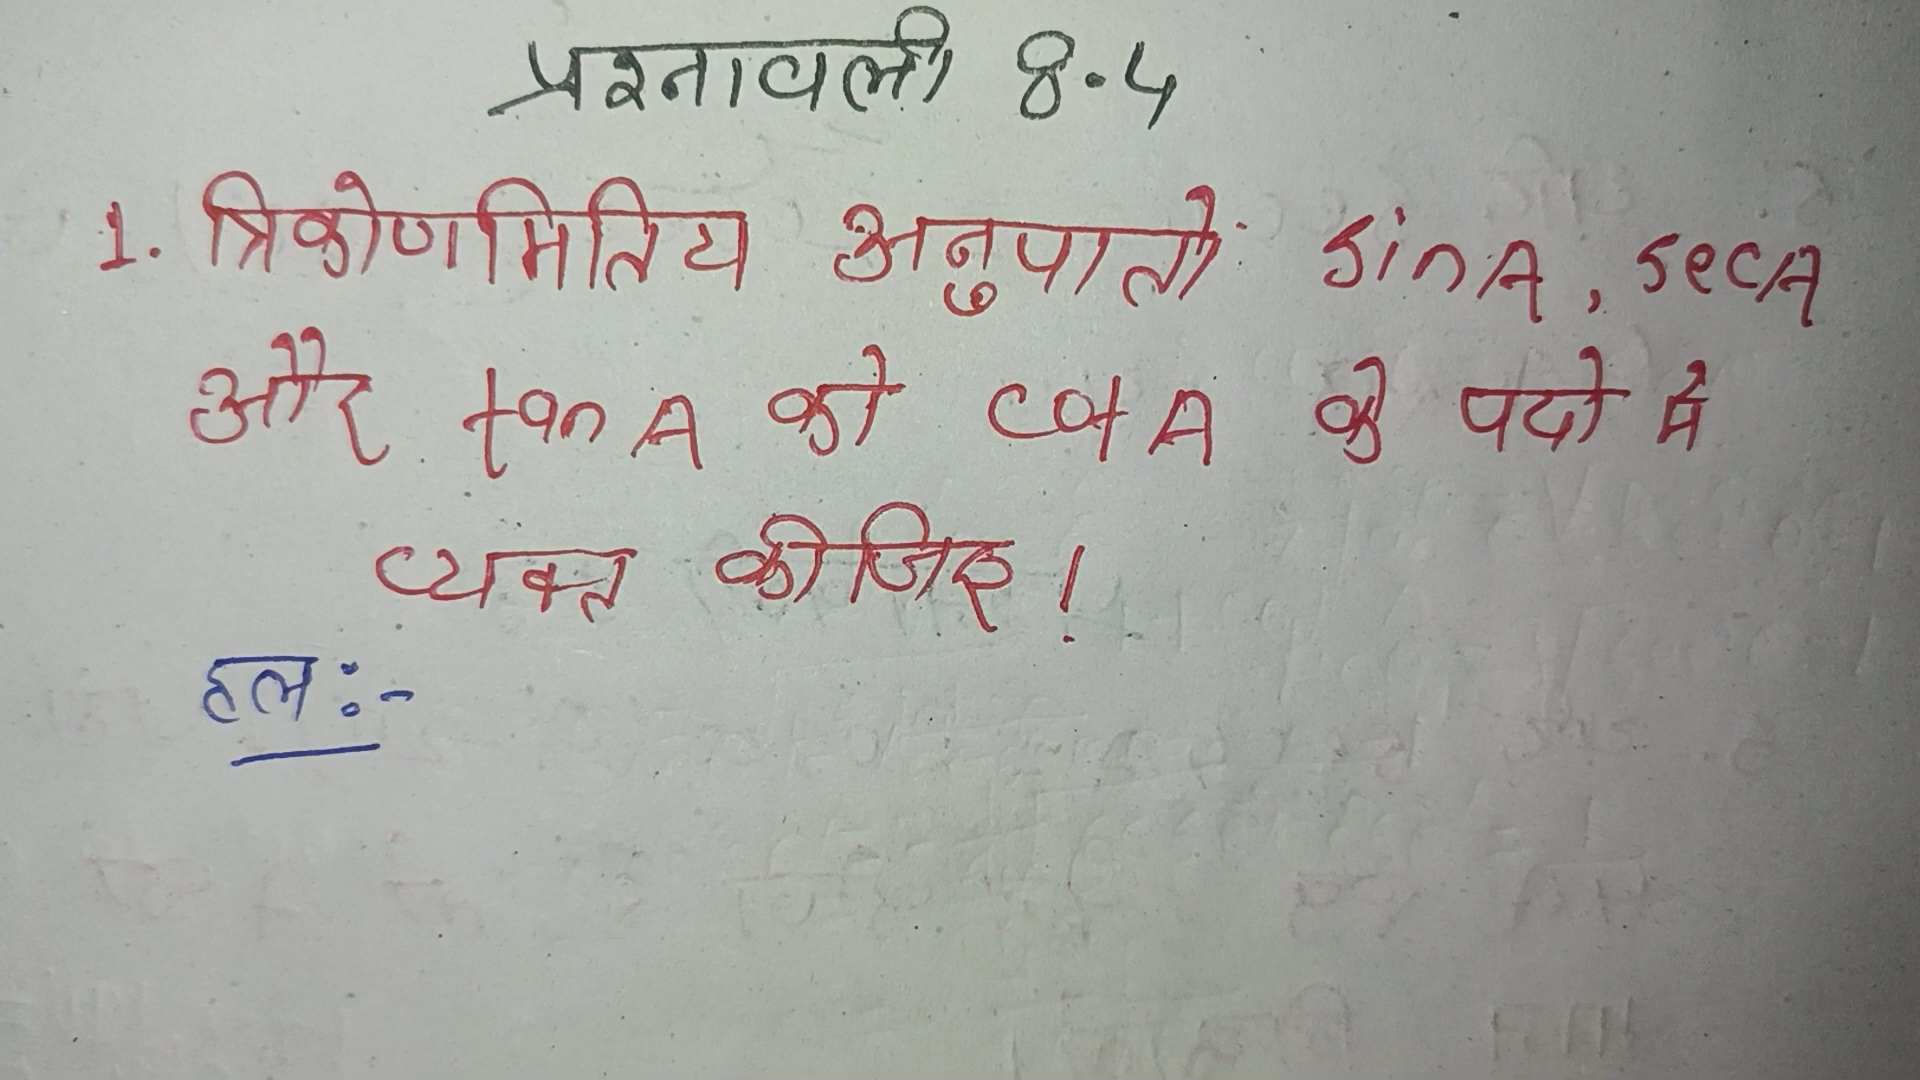 प्रश्नावली 8.4
1. त्रिकोणमितिय अनुपातो sinA, secA
और tanA को cotA के पदो मे
व्यक्त कीजिए!
हल:-